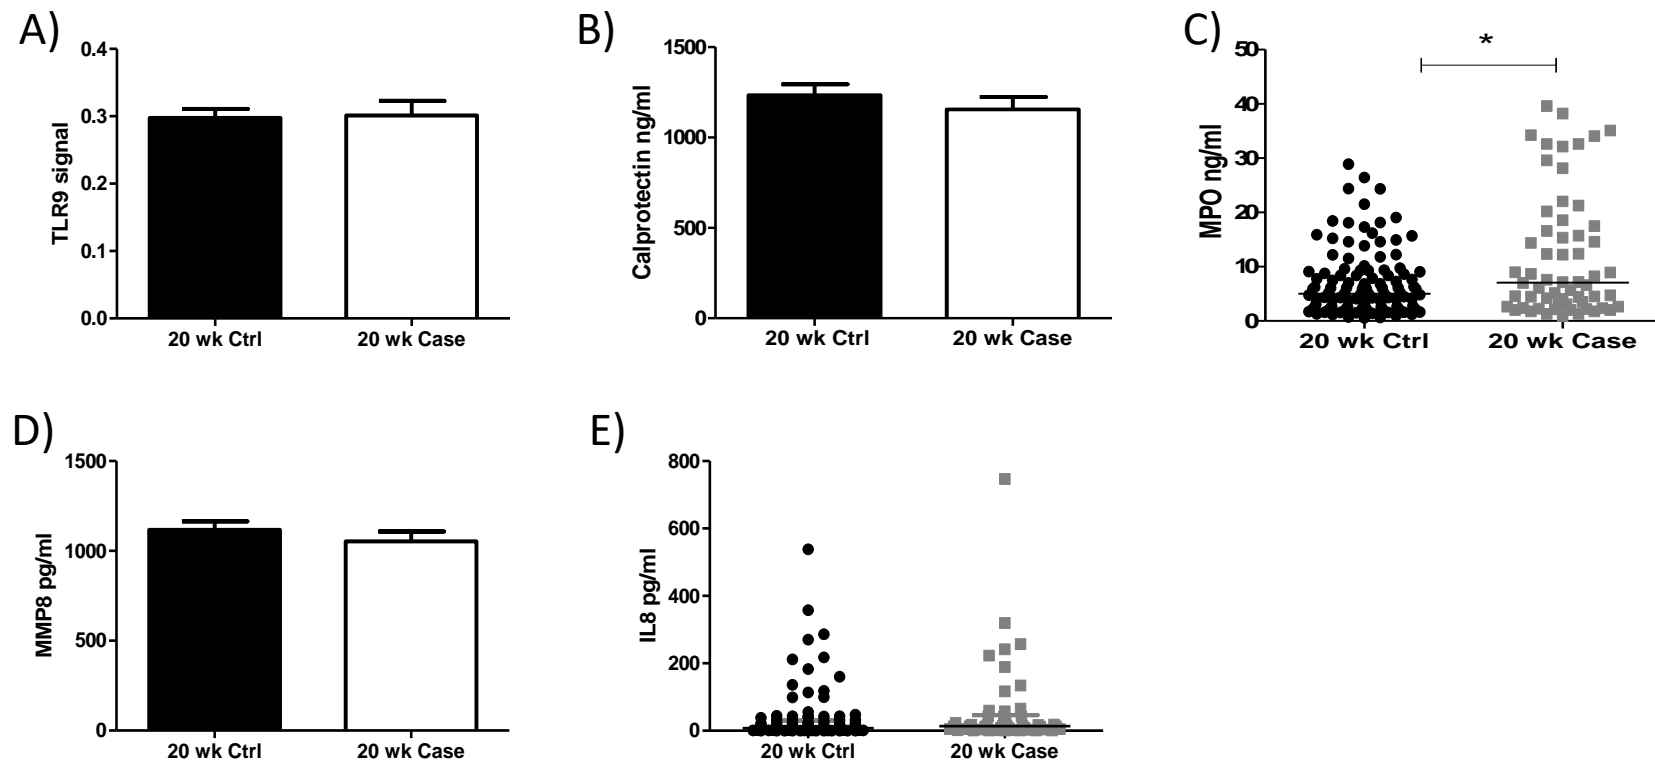 A)
TLR9 signal
0.4
0.3
0.2
0.1
0.0
20 wk Ctrl
20 wk Case
B)
Calprotectin ng/ml
1500
1000
500
0
20 wk Ctrl
20 wk Case
C)
MPO ng/ml
50
40
30
20
10
0
*
20 wk Ctrl
20 wk Case
D)
MMP8 pg/ml
1500
1000
500
0
20 wk Ctrl
20 wk Case
E)
IL8 pg/ml
800
600
400
200
0
20 wk Ctrl
20 wk Case